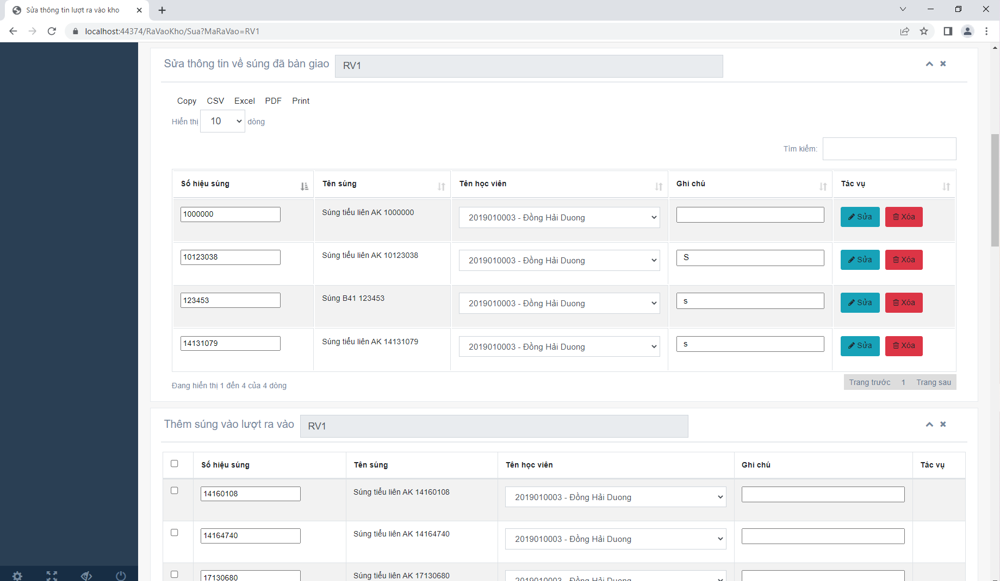 Sửa thông tin lượt ra vào kho
localhost:44374/RaVaoKho/Sua?MaRaVao=RV1
Sửa thông tin về súng đã bàn giao RV1
Copy CSV Excel PDF Print
Hiển thị 10 dòng
Tìm kiếm:
Số hiệu súng Tên súng Tên học viên Ghi chú Tác vụ
1000000 Súng tiểu liên AK 1000000 2019010003 - Đồng Hải Duong Sửa Xóa
10123038 Súng tiểu liên AK 10123038 2019010003 - Đồng Hải Duong S Sửa Xóa
123453 Súng B41 123453 2019010003 - Đồng Hải Duong s Sửa Xóa
14131079 Súng tiểu liên AK 14131079 2019010003 - Đồng Hải Duong s Sửa Xóa
Đang hiển thị 1 đến 4 của 4 dòng
Trang trước 1 Trang sau
Thêm súng vào lượt ra vào RV1
Số hiệu súng Tên súng Tên học viên Ghi chú Tác vụ
14160108 Súng tiểu liên AK 14160108 2019010003 - Đồng Hải Duong
14164740 Súng tiểu liên AK 14164740 2019010003 - Đồng Hải Duong
17130680 Súng tiểu liên AK 17130680 2019010003 - Đồng Hải Duong